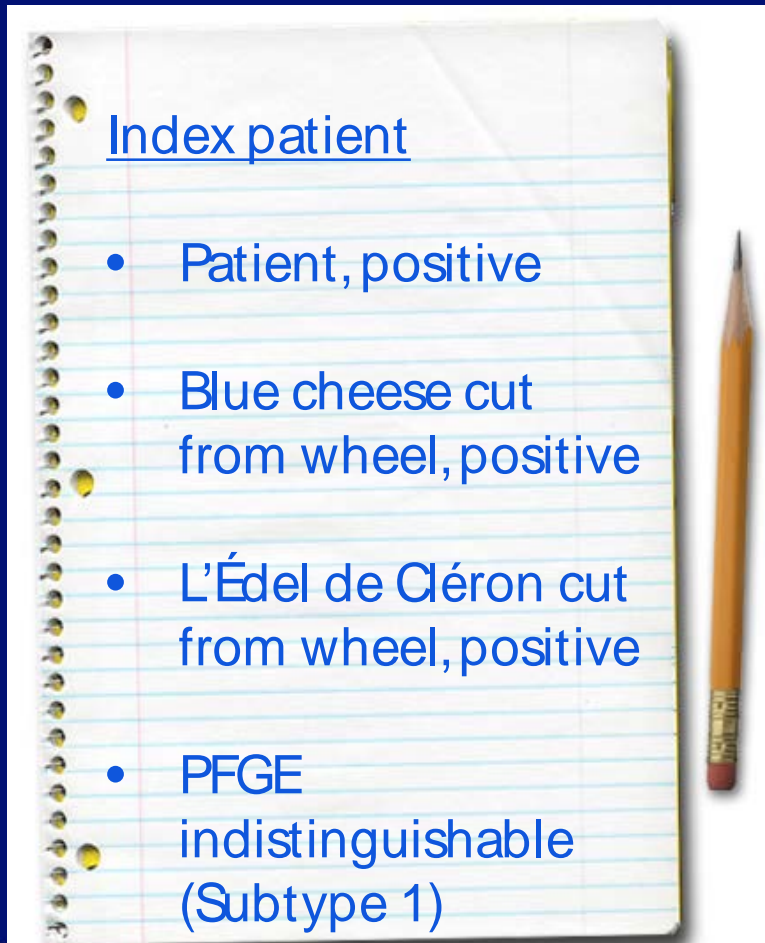 Index patient
• Patient, positive
• Blue cheese cut
from wheel, positive
• L'Édel de Cléron cut
from wheel, positive
• PFGE
indistinguishable
(Subtype 1)